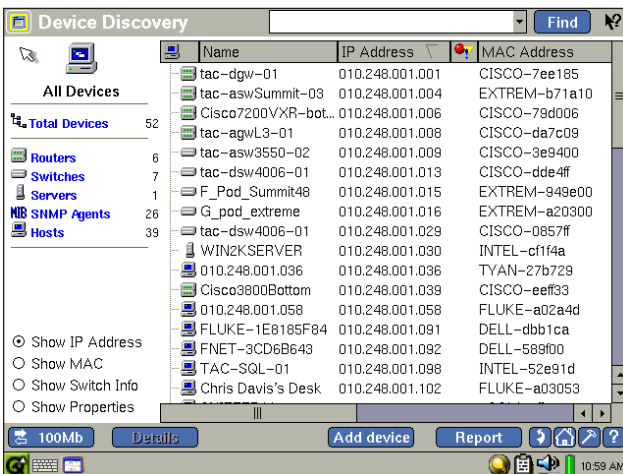 Device Discovery
Find
Name IP Address MAC Address
All Devices
Total Devices 52
Routers 6
Switches 7
Servers 1
MIB SNMP Agents 26
Hosts 39
Show IP Address
Show MAC
Show Switch Info
Show Properties
tac-dgw-01 010.248.001.001 CISCO-7ee185
tac-aswSummit-03 010.248.001.004 EXTREM-b71a10
Cisco7200VXR-bot... 010.248.001.006 CISCO-79d006
tac-agwL3-01 010.248.001.008 CISCO-da7c09
tac-asw3550-02 010.248.001.009 CISCO-3e9400
tac-dsw4006-01 010.248.001.013 CISCO-dde4ff
F_Pod_Summit48 010.248.001.015 EXTREM-949e00
G_pod_extreme 010.248.001.016 EXTREM-a20300
tac-dsw4006-01 010.248.001.029 CISCO-0857ff
WIN2KSERVER 010.248.001.030 INTEL-cf1f4a
010.248.001.036 010.248.001.036 TYAN-27b729
Cisco3800Bottom 010.248.001.039 CISCO-eeff33
010.248.001.058 010.248.001.058 FLUKE-a02a4d
FLUKE-1E8185F84 010.248.001.091 DELL-dbb1ca
FNET-3CD6B643 010.248.001.092 DELL-589f00
TAC-SQL-01 010.248.001.098 INTEL-52e91d
Chris Davis's Desk 010.248.001.102 FLUKE-a03053
100Mb Details Add device Report ?
10:59 AM